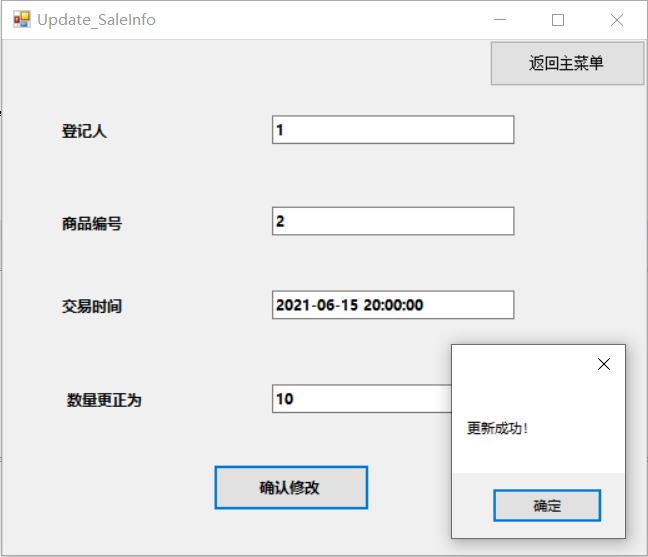 Update_SaleInfo
返回主菜单
登记人
1
商品编号
2
交易时间
2021-06-15 20:00:00
数量更正为
10
更新成功!
确认修改
确定